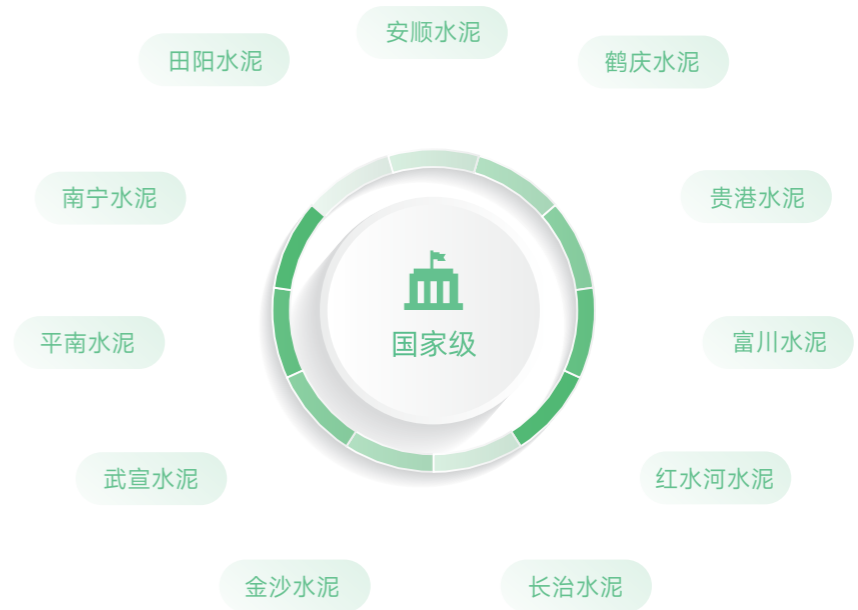 安顺水泥
田阳水泥
鹤庆水泥
南宁水泥
贵港水泥
国家级
平南水泥
富川水泥
武宣水泥
红水河水泥
金沙水泥
长治水泥